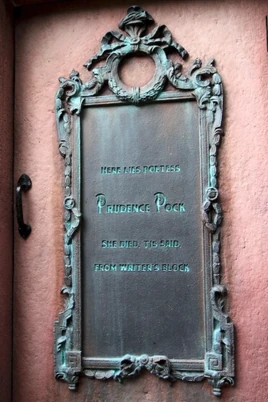 HERE LIES POETESS
PRUDENCE POCK
SHE DIED, 'TIS SAID,
FROM WRITER'S BLOCK